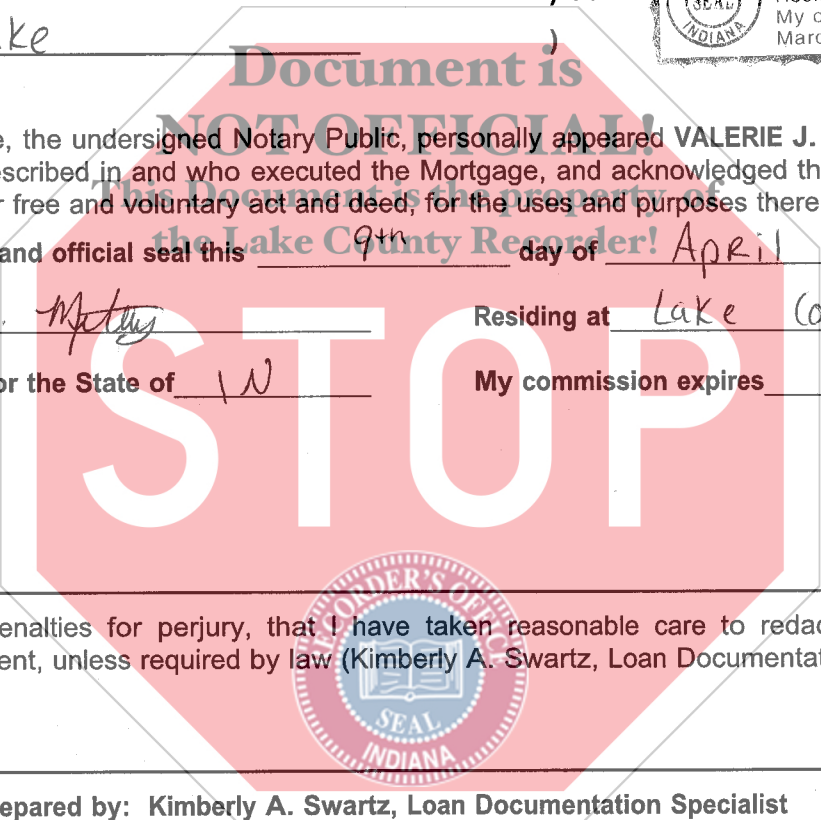 SEAL
INDIANA
My c
Marc
ke
)
Document is
NOT OFFICIAL!
e, the undersigned Notary Public, personally appeared VALERIE J.
escribed in and who executed the Mortgage, and acknowledged th
This Document is the property of
r free and voluntary act and deed, for the uses and purposes there
the Lake County Recorder!
and official seal this 9th day of April
Residing at Lake Co
or the State of IN My commission expires
STOP
RECORDER'S OFFICE
enalties for perjury, that I have taken reasonable care to redac
ent, unless required by law (Kimberly A. Swartz, Loan Documentat
SEAL
INDIANA
epared by: Kimberly A. Swartz, Loan Documentation Specialist